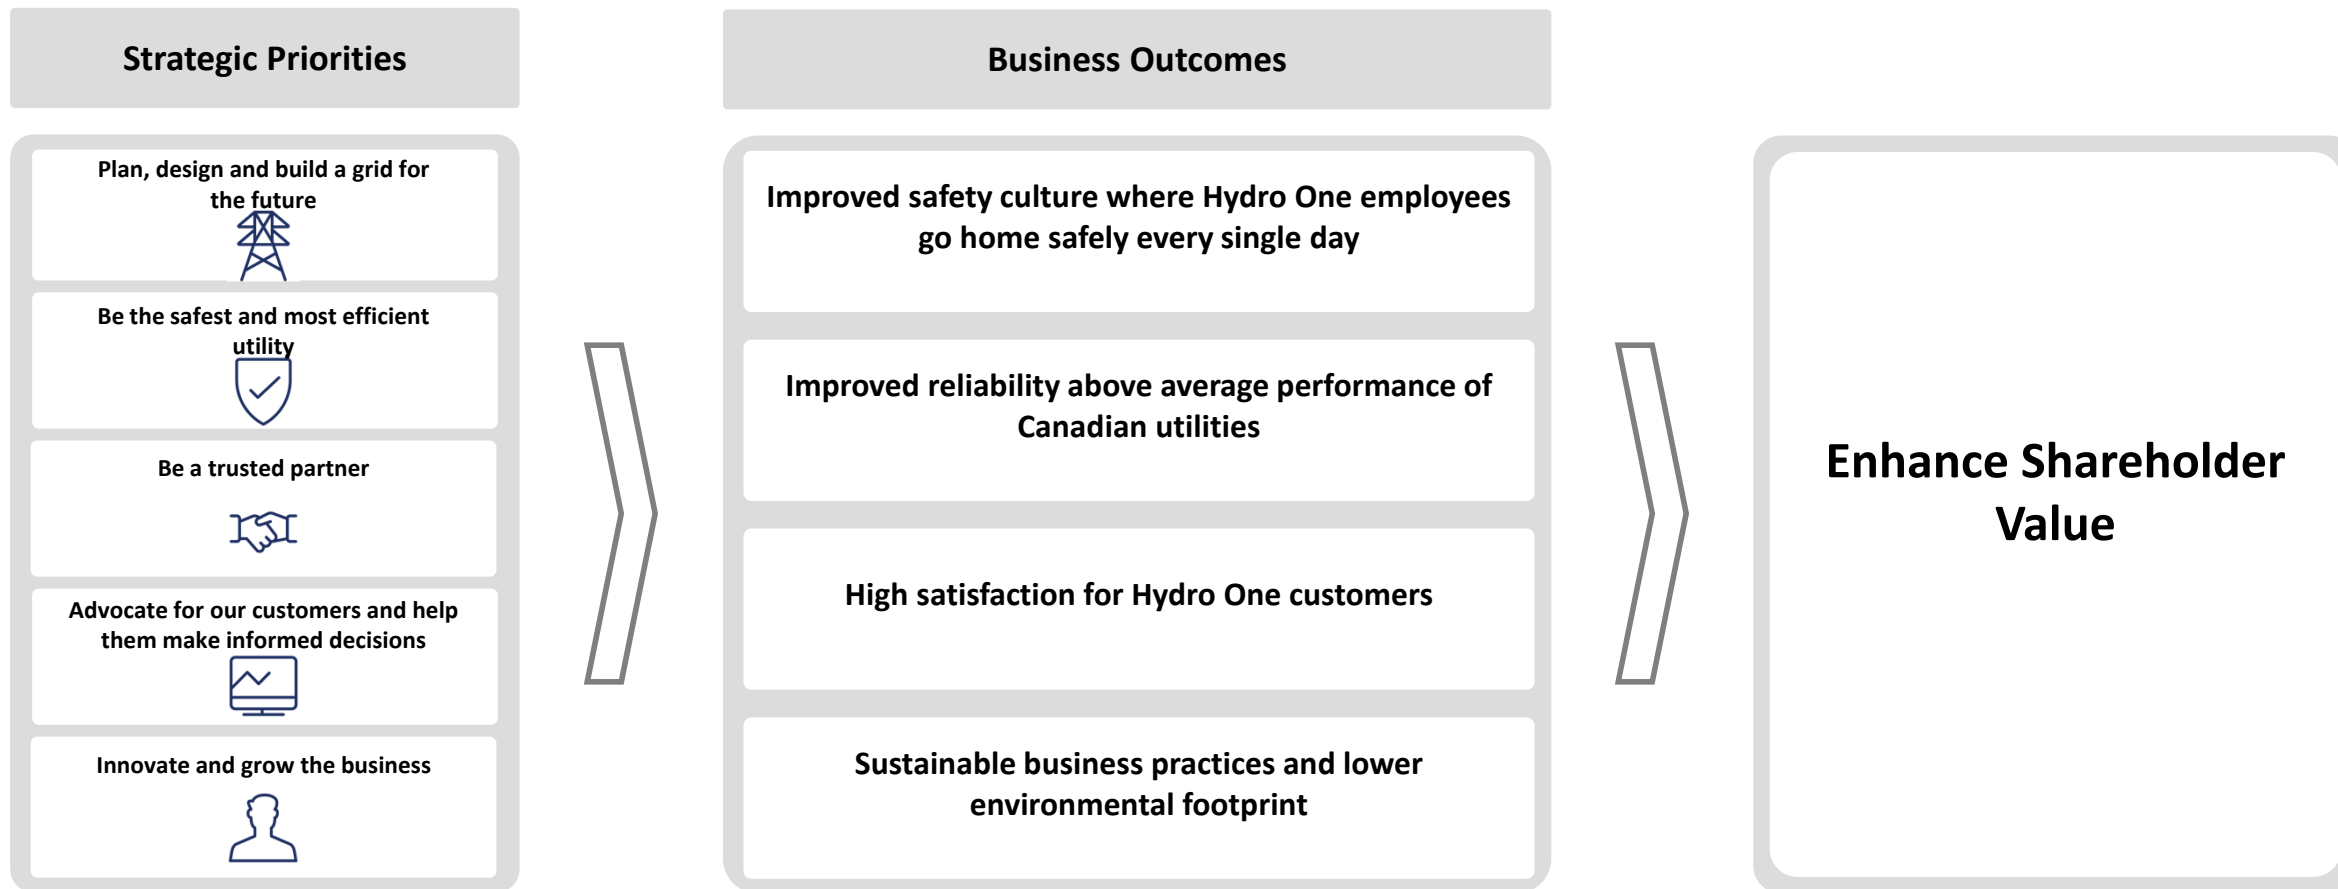 Strategic Priorities
Plan, design and build a grid for
the future
Be the safest and most efficient
utility
Be a trusted partner
Advocate for our customers and help
them make informed decisions
Innovate and grow the business
Business Outcomes
Improved safety culture where Hydro One employees
go home safely every single day
Improved reliability above average performance of
Canadian utilities
High satisfaction for Hydro One customers
Sustainable business practices and lower
environmental footprint
Enhance Shareholder
Value